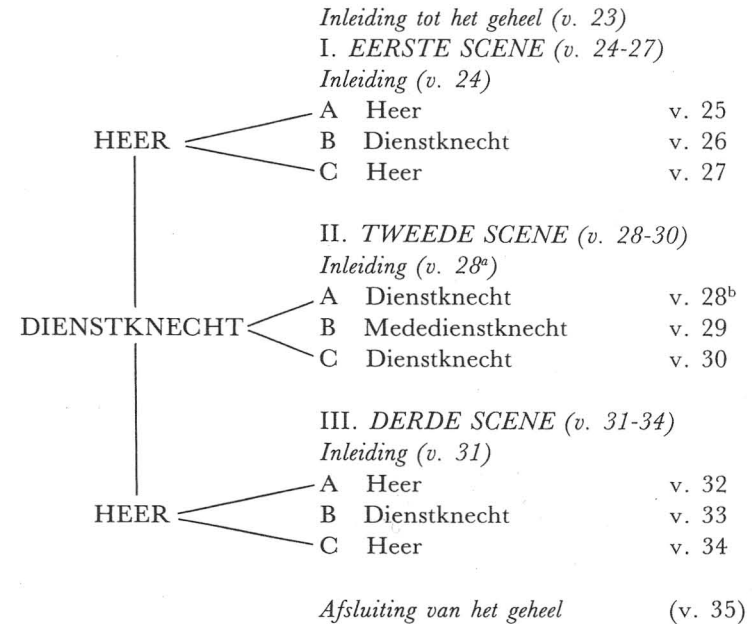 Inleiding tot het geheel (v. 23)
I. EERSTE SCENE (v. 24-27)
Inleiding (v. 24)
A Heer v. 25
HEER B Dienstknecht v. 26
C Heer v. 27
II. TWEEDE SCENE (v. 28-30)
Inleiding (v. 28ᵃ)
A Dienstknecht v. 28ᵇ
DIENSTKNECHT B Mededienstknecht v. 29
C Dienstknecht v. 30
III. DERDE SCENE (v. 31-34)
Inleiding (v. 31)
A Heer v. 32
HEER B Dienstknecht v. 33
C Heer v. 34
Afsluiting van het geheel (v. 35)